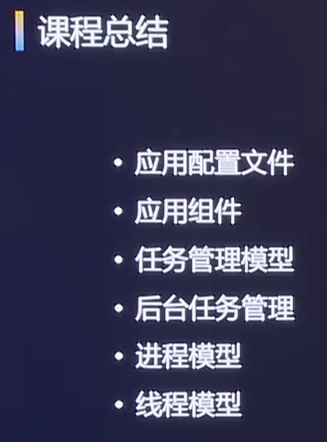 课程总结
• 应用配置文件
• 应用组件
• 任务管理模型
• 后台任务管理
• 进程模型
• 线程模型